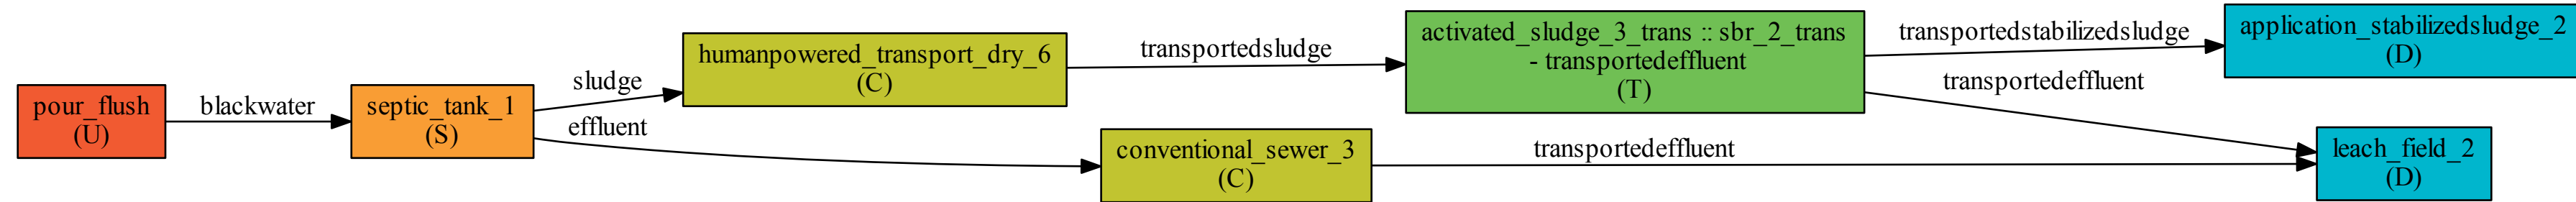 pour_flush
(U)
blackwater
septic_tank_1
(S)
sludge
effluent
humanpowered_transport_dry_6
(C)
transportedsludge
conventional_sewer_3
(C)
transportedeffluent
activated_sludge_3_trans :: sbr_2_trans
- transportedeffluent
(T)
transportedstabilizedsludge
transportedeffluent
application_stabilizedsludge_2
(D)
leach_field_2
(D)